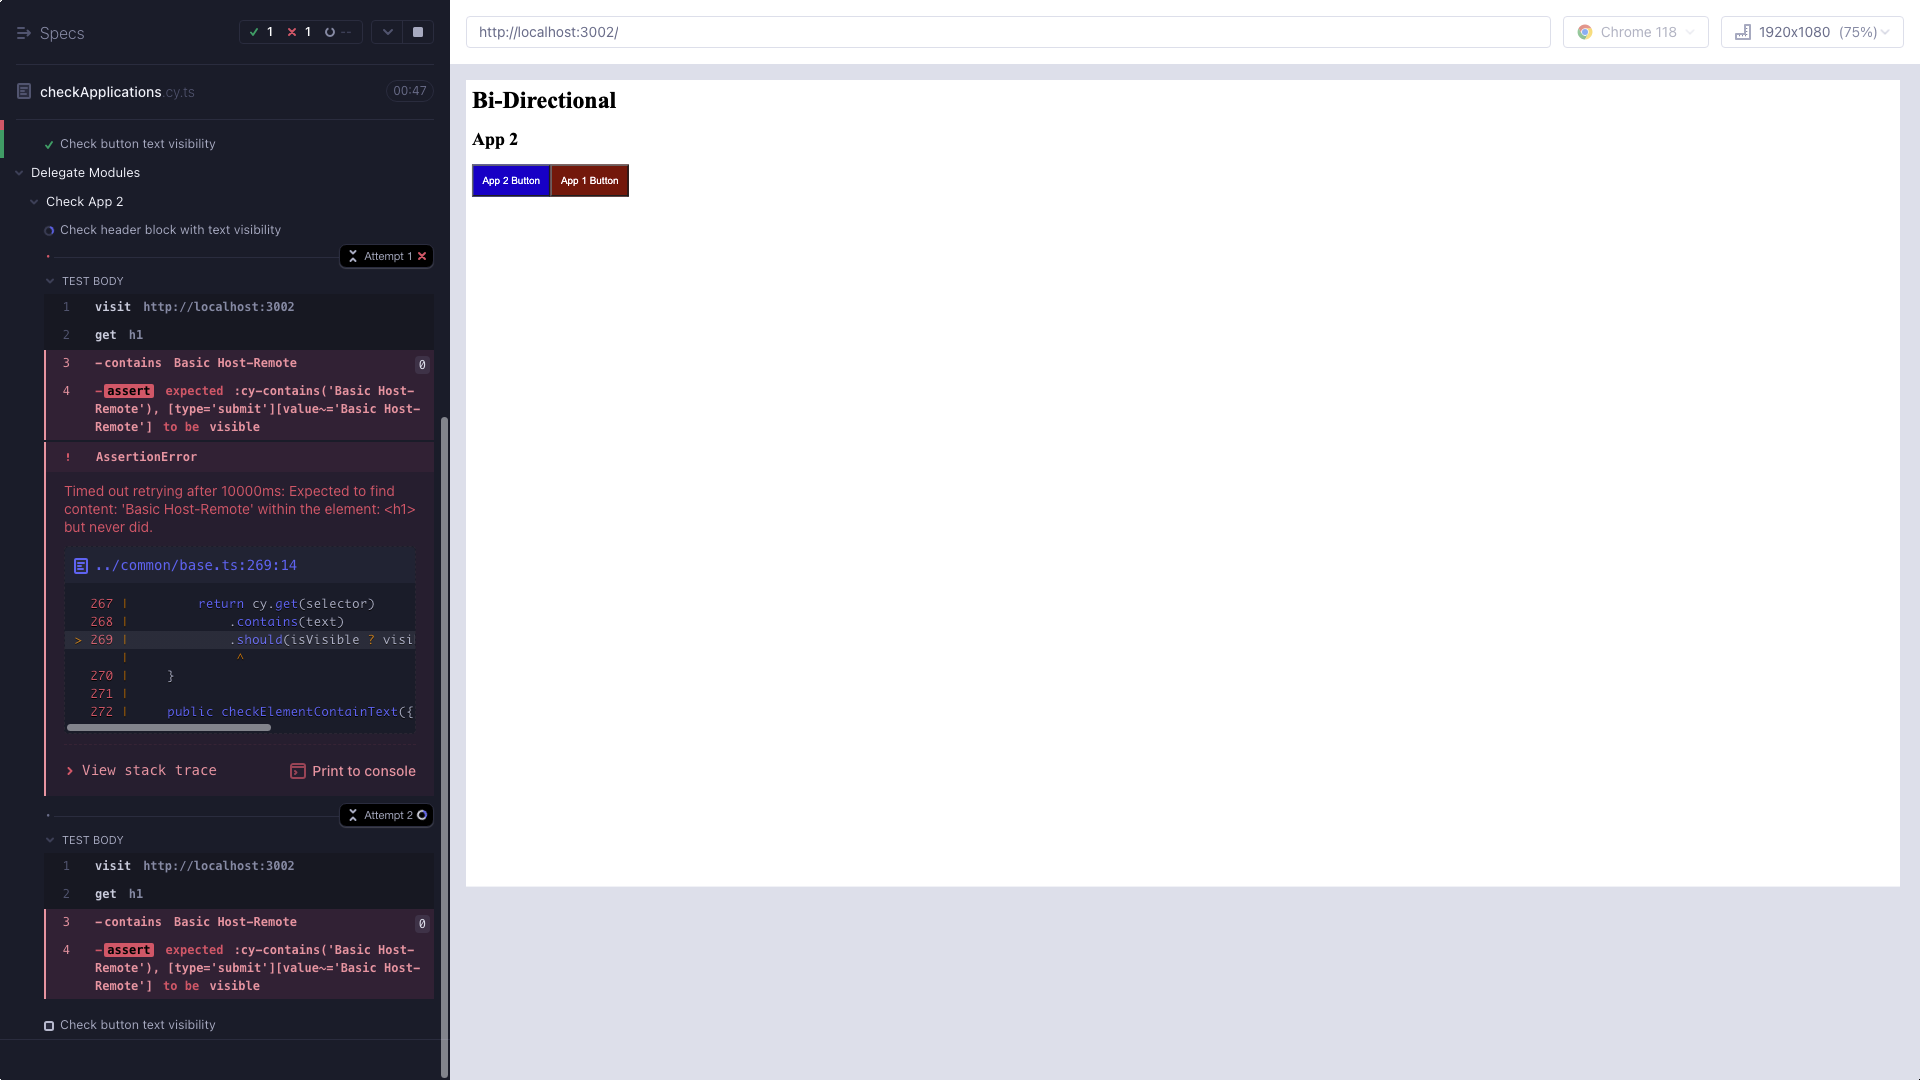 Specs
1 1 --
checkApplications.cy.ts 00:47
Check button text visibility
Delegate Modules
Check App 2
Check header block with text visibility
Attempt 1
TEST BODY
1 visit http://localhost:3002
2 get h1
3 -contains Basic Host-Remote 0
4 -assert expected :cy-contains('Basic Host-
Remote'), [type='submit'][value~='Basic Host-
Remote'] to be visible
! AssertionError
Timed out retrying after 10000ms: Expected to find
content: 'Basic Host-Remote' within the element: <h1>
but never did.
../common/base.ts:269:14
267 | return cy.get(selector)
268 | .contains(text)
> 269 | .should(isVisible ? visi
| ^
270 | }
271 |
272 | public checkElementContainText({
View stack trace
Print to console
Attempt 2
TEST BODY
1 visit http://localhost:3002
2 get h1
3 -contains Basic Host-Remote 0
4 -assert expected :cy-contains('Basic Host-
Remote'), [type='submit'][value~='Basic Host-
Remote'] to be visible
Check button text visibility
http://localhost:3002/
Chrome 118
1920x1080 (75%)
Bi-Directional
App 2
App 2 Button
App 1 Button